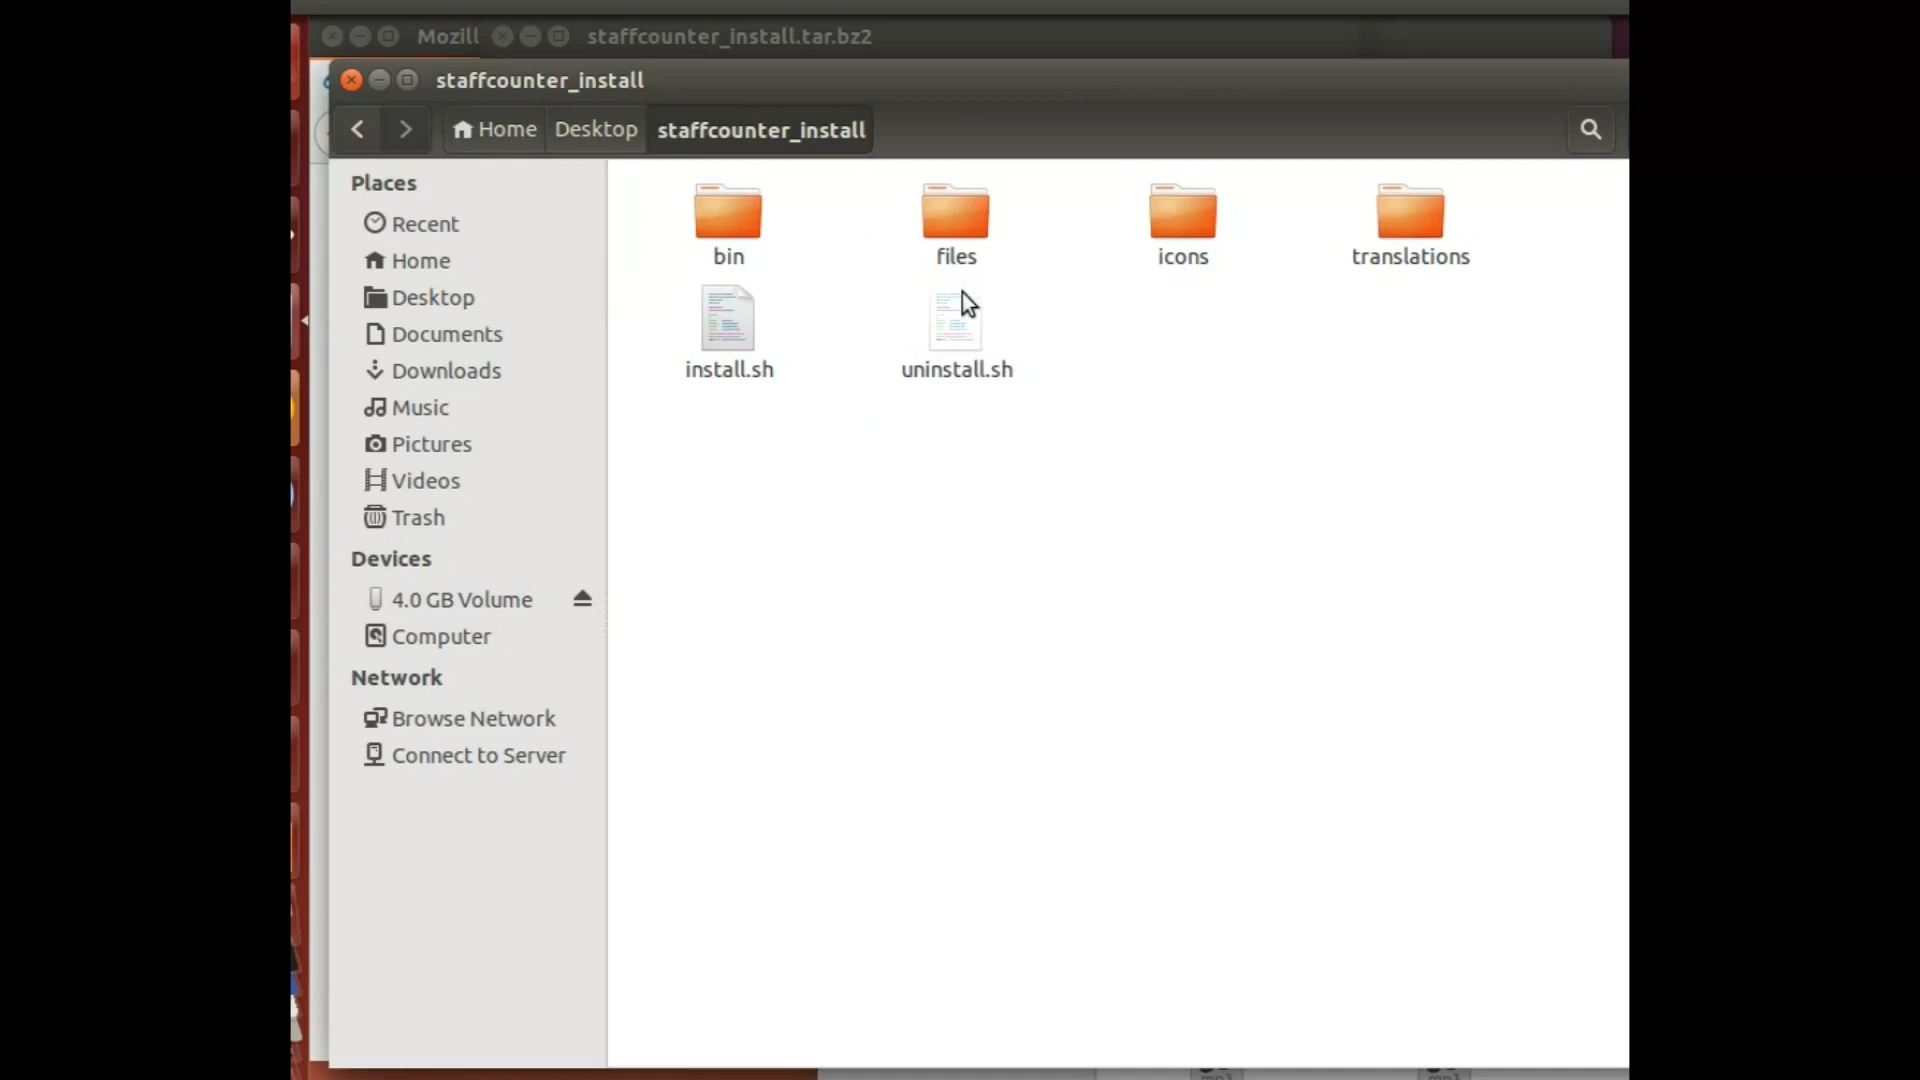 Mozill
staffcounter_install.tar.bz2
staffcounter_install
Home
Desktop
staffcounter_install
Places
Recent
Home
Desktop
Documents
Downloads
Music
Pictures
Videos
Trash
Devices
4.0 GB Volume
Computer
Network
Browse Network
Connect to Server
bin
files
icons
translations
install.sh
uninstall.sh